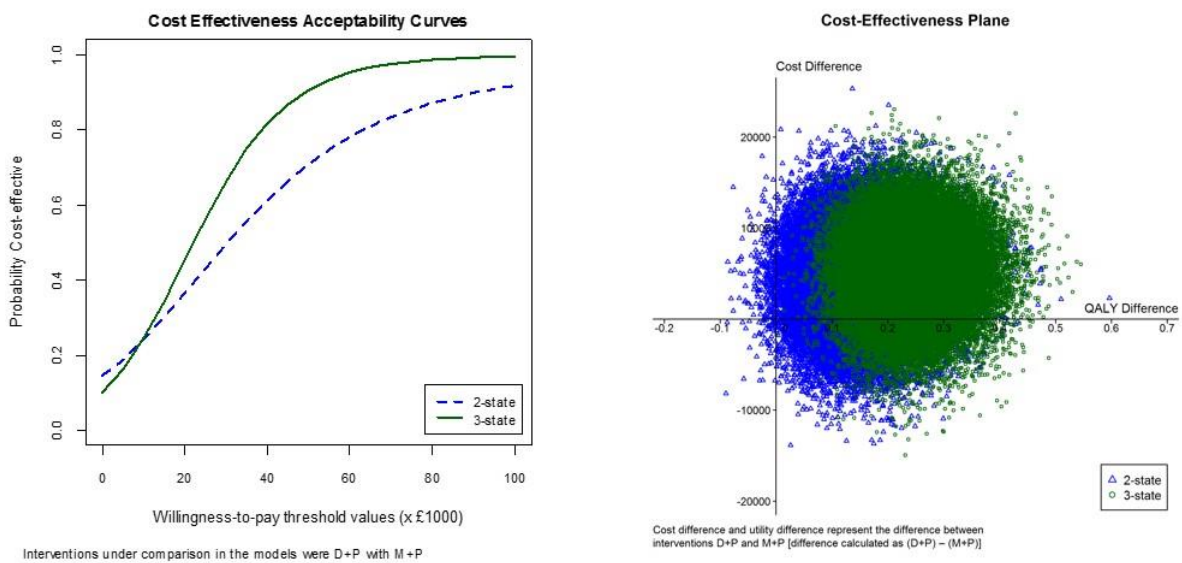 Cost Effectiveness Acceptability Curves
Probability Cost-effective
1.0
0.8
0.6
0.4
0.2
0.0
0 20 40 60 80 100
2-state
3-state
Willingness-to-pay threshold values (x £1000)
Interventions under comparison in the models were D+P with M+P
Cost-Effectiveness Plane
Cost Difference
20000
10000
QALY Difference
-0.2 -0.1 0.1 0.2 0.3 0.4 0.5 0.6 0.7
-10000
-20000
2-state
3-state
Cost difference and utility difference represent the difference between
interventions D+P and M+P [difference calculated as (D+P) – (M+P)]